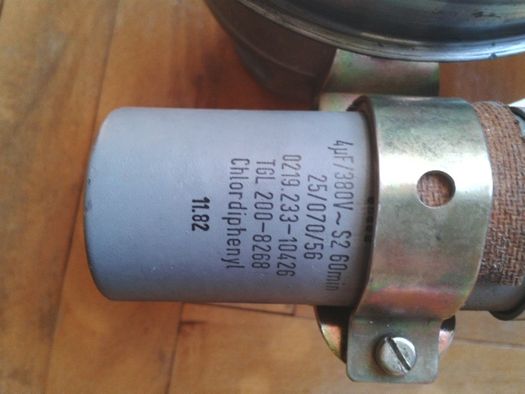 4µF/380V~ S2 60min
25/070/56
0219.233-10426
TGL 200-8268
Chlordiphenyl
11.82